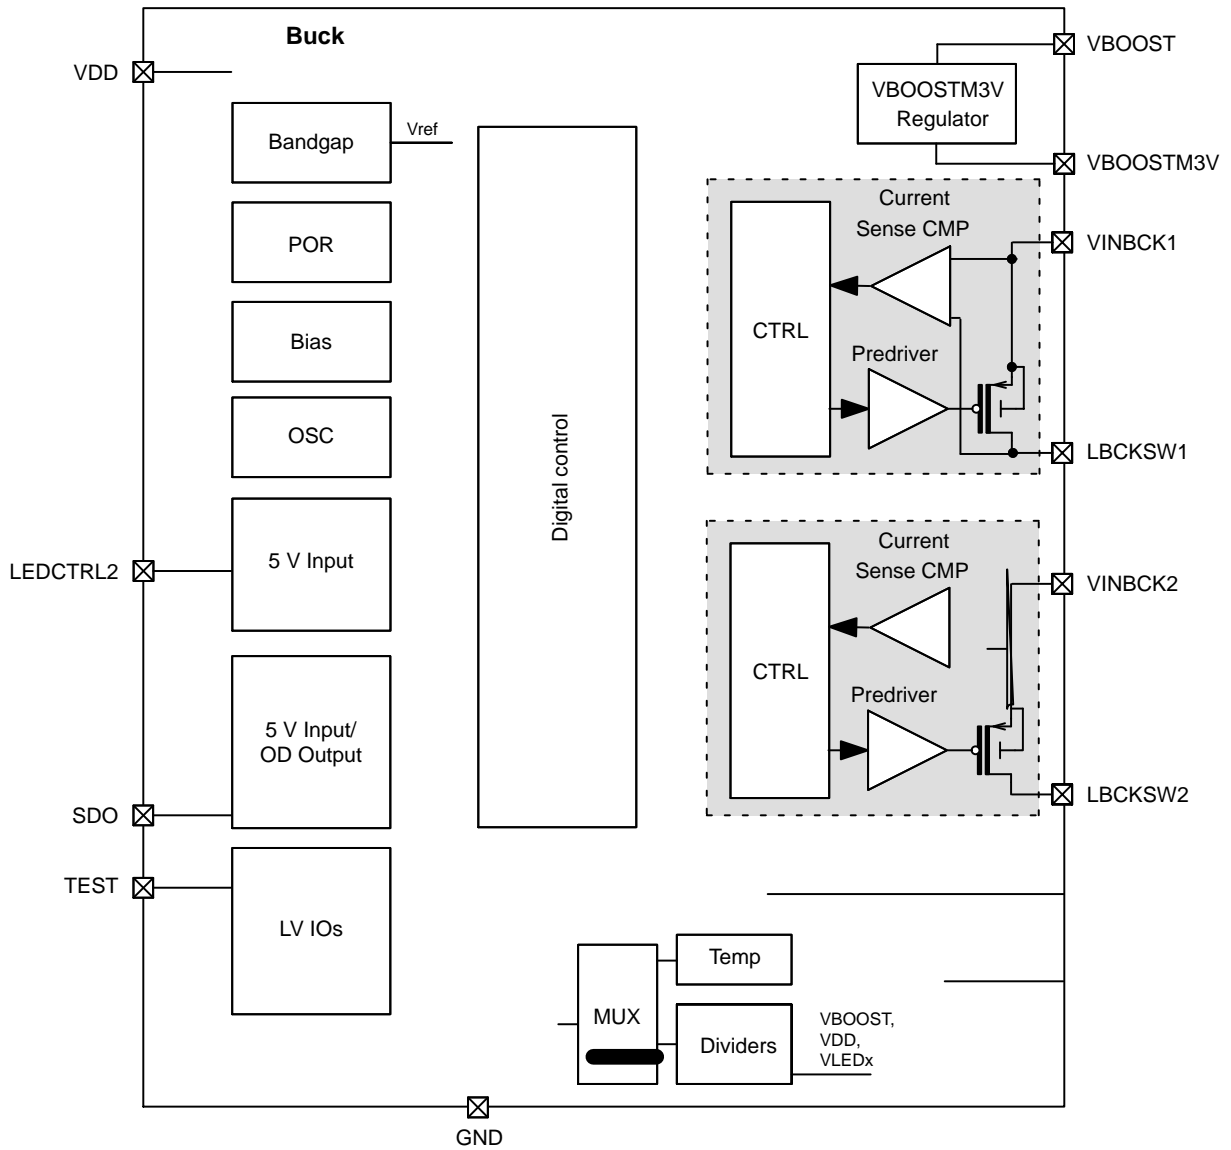 Buck
VDD
VBOOST
VBOOSTM3V
Regulator
VBOOSTM3V
Bandgap
Vref
POR
Bias
OSC
5 V Input
LEDCTRL2
5 V Input/
OD Output
SDO
TEST
LV IOs
Digital control
Current
Sense CMP
CTRL
Predriver
VINBCK1
LBCKSW1
Current
Sense CMP
CTRL
Predriver
VINBCK2
LBCKSW2
MUX
Temp
Dividers
VBOOST,
VDD,
VLEDx
GND